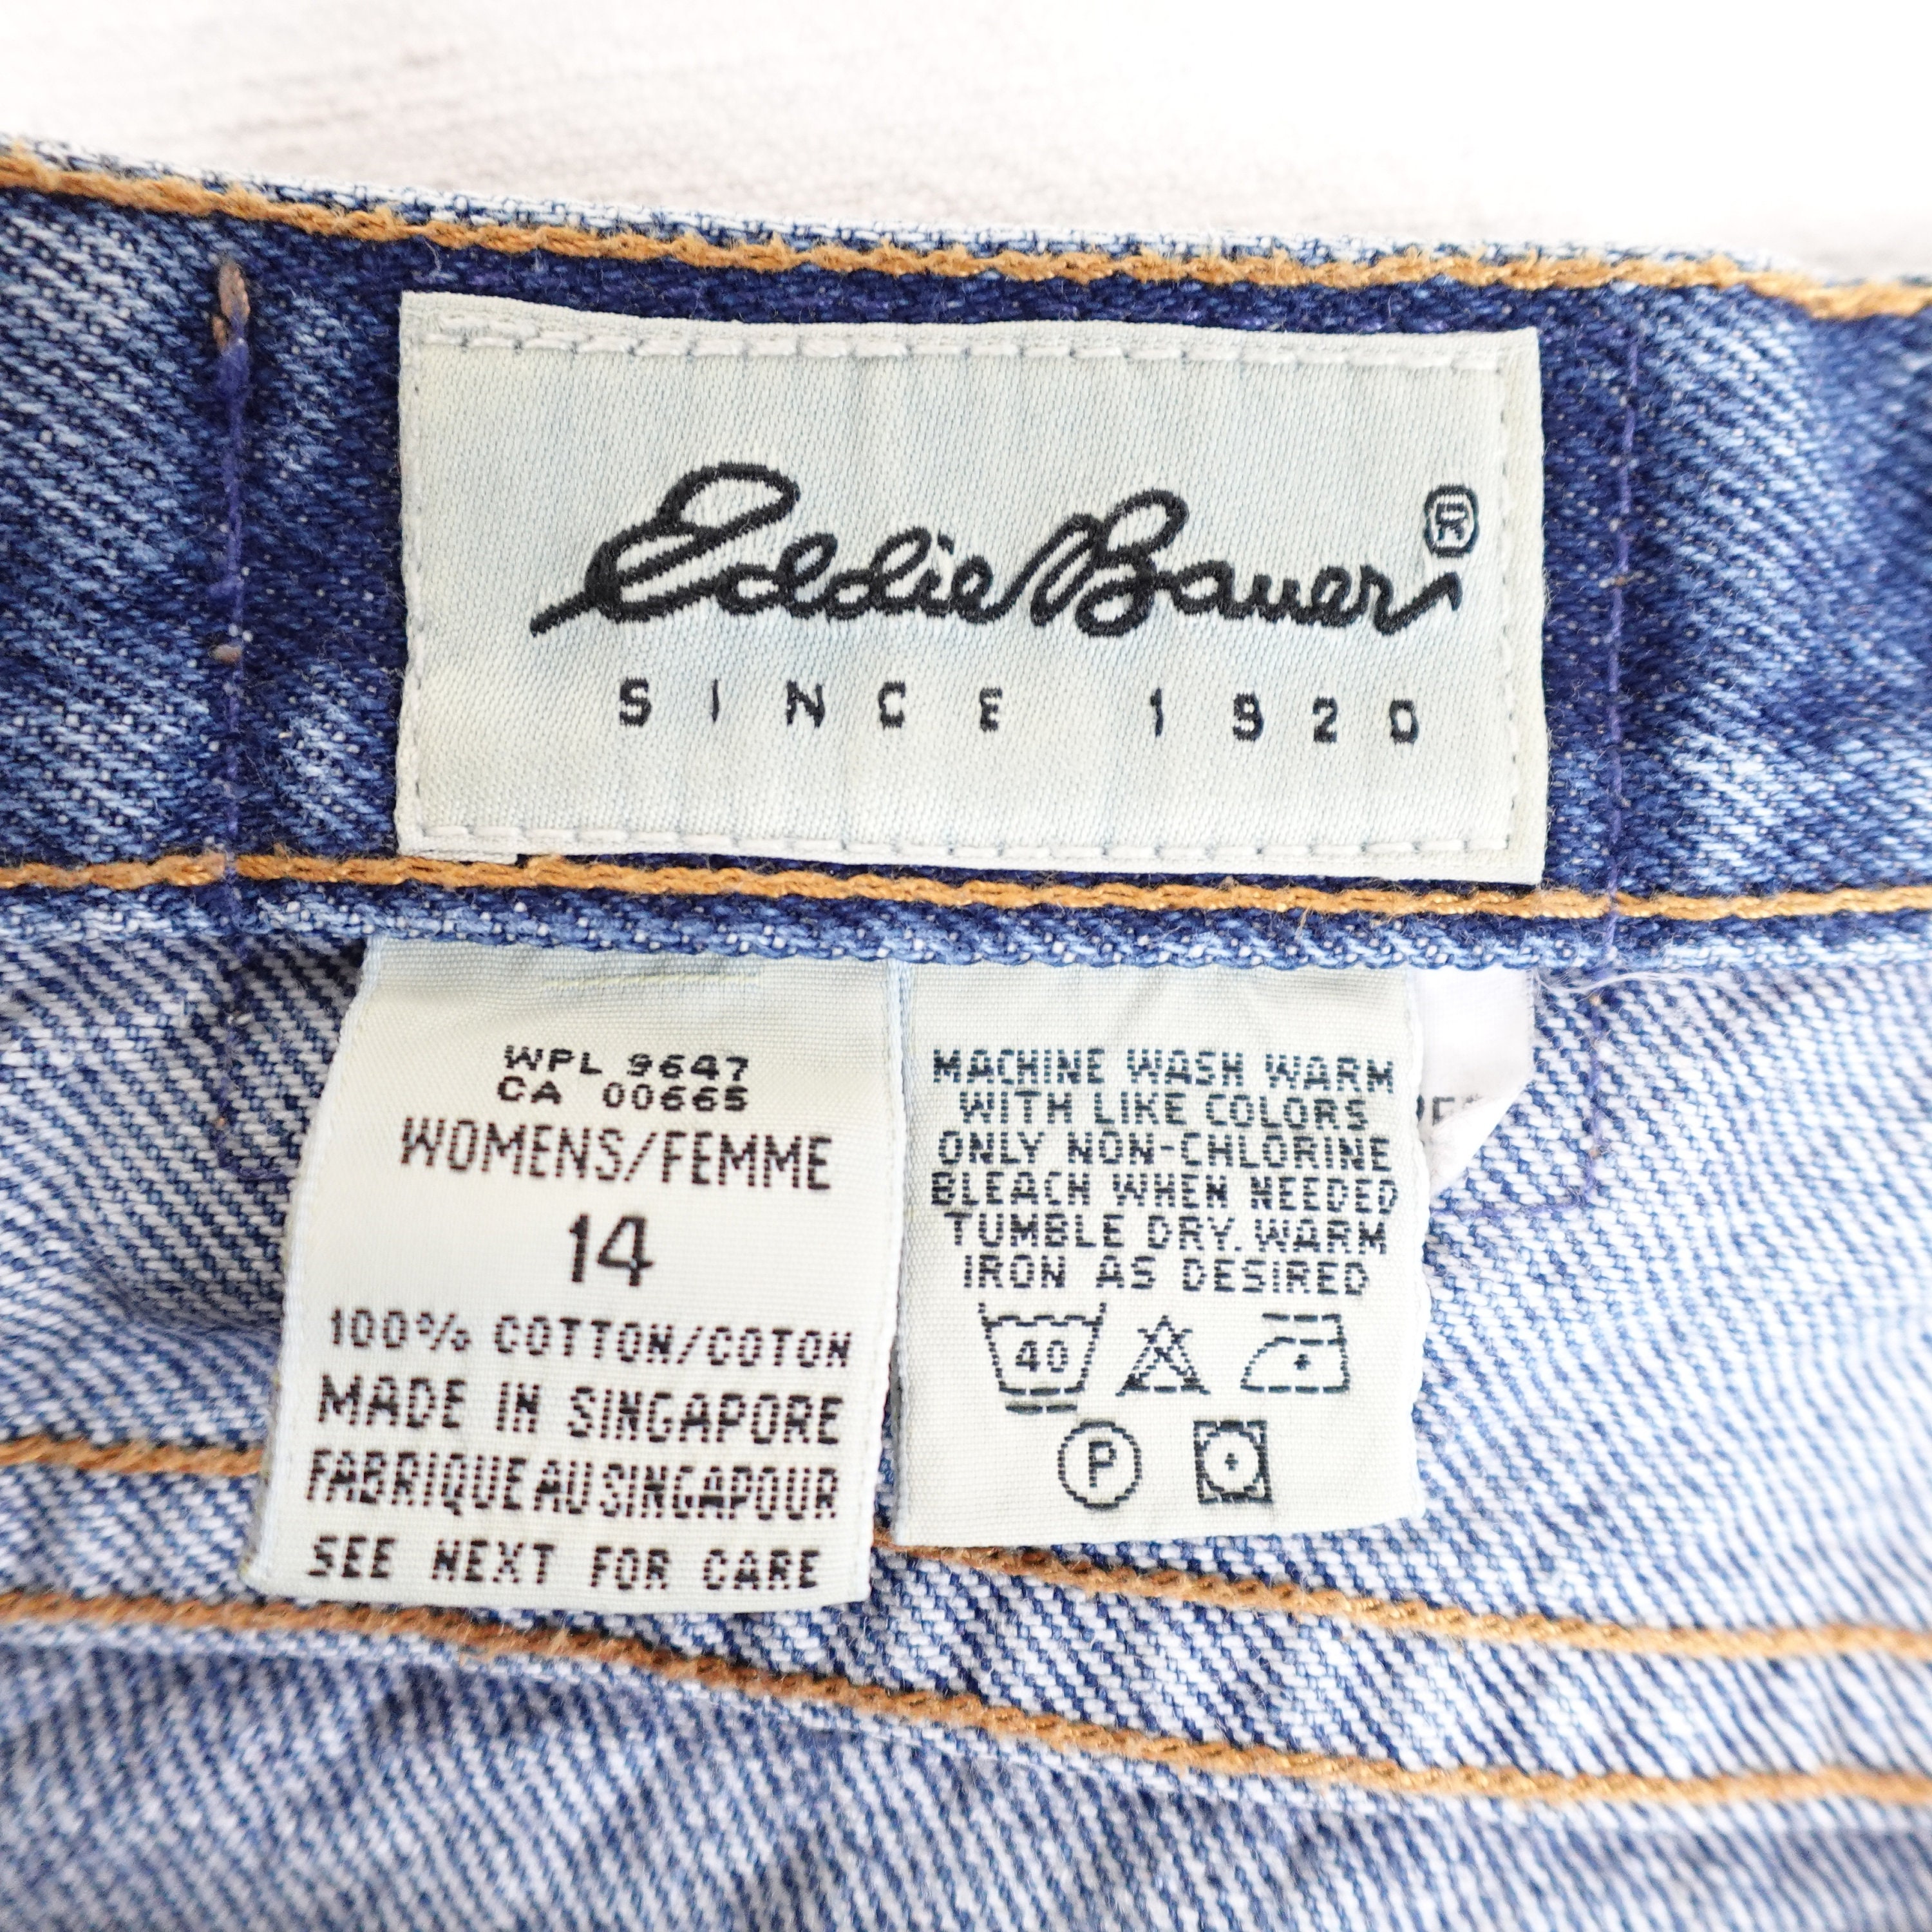 Eddie Bauer®
SINCE 1920
WPL 9647
CA 00665
WOMENS/FEMME
14
100% COTTON/COTON
MADE IN SINGAPORE
FABRIQUE AU SINGAPOUR
SEE NEXT FOR CARE
MACHINE WASH WARM
WITH LIKE COLORS
ONLY NON-CHLORINE
BLEACH WHEN NEEDED
TUMBLE DRY. WARM
IRON AS DESIRED
40
P